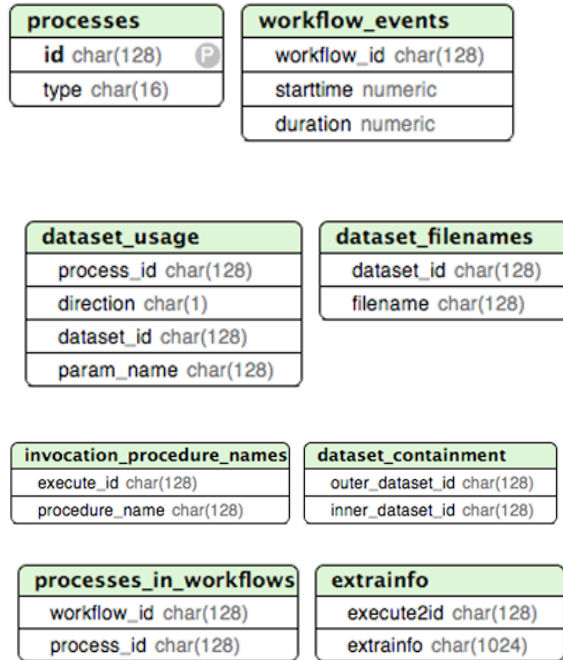 processes
id char(128) P
type char(16)
workflow_events
workflow_id char(128)
starttime numeric
duration numeric
dataset_usage
process_id char(128)
direction char(1)
dataset_id char(128)
param_name char(128)
dataset_filenames
dataset_id char(128)
filename char(128)
invocation_procedure_names
execute_id char(128)
procedure_name char(128)
dataset_containment
outer_dataset_id char(128)
inner_dataset_id char(128)
processes_in_workflows
workflow_id char(128)
process_id char(128)
extrainfo
execute2id char(128)
extrainfo char(1024)